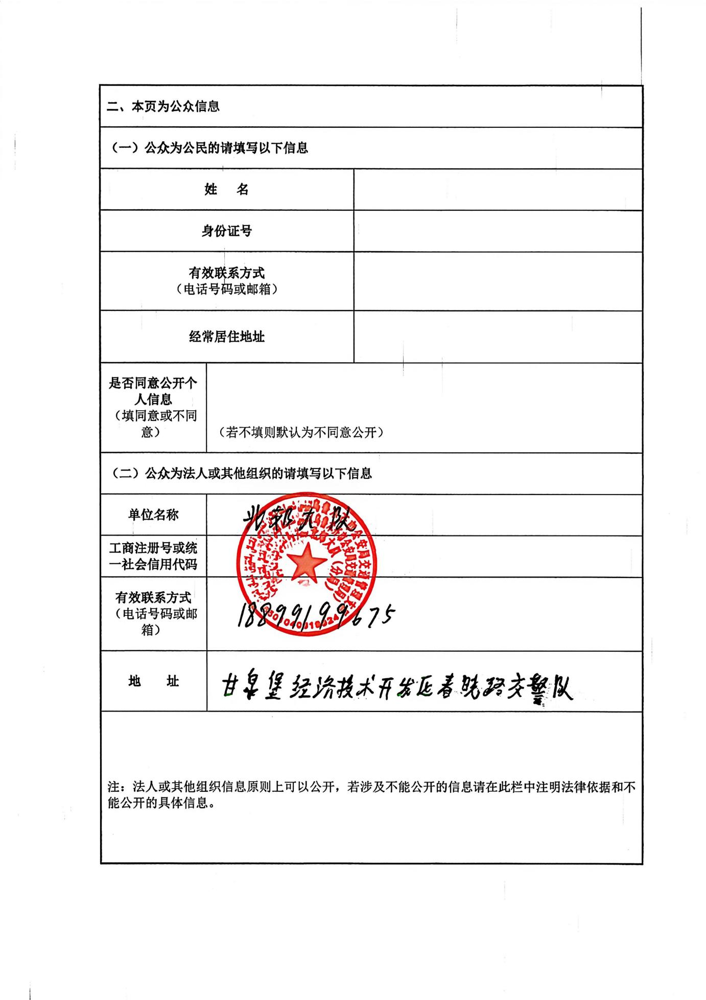 二、本页为公众信息
（一）公众为公民的请填写以下信息
姓 名
身份证号
有效联系方式
（电话号码或邮箱）
经常居住地址
是否同意公开个
人信息
（填同意或不同
意）
（若不填则默认为不同意公开）
（二）公众为法人或其他组织的请填写以下信息
单位名称
北郊大队
工商注册号或统
一社会信用代码
有效联系方式
（电话号码或邮
箱）
18899199675
地 址
甘泉堡经济技术开发区春晓路交警队
注：法人或其他组织信息原则上可以公开，若涉及不能公开的信息请在此栏中注明法律依据和不
能公开的具体信息。